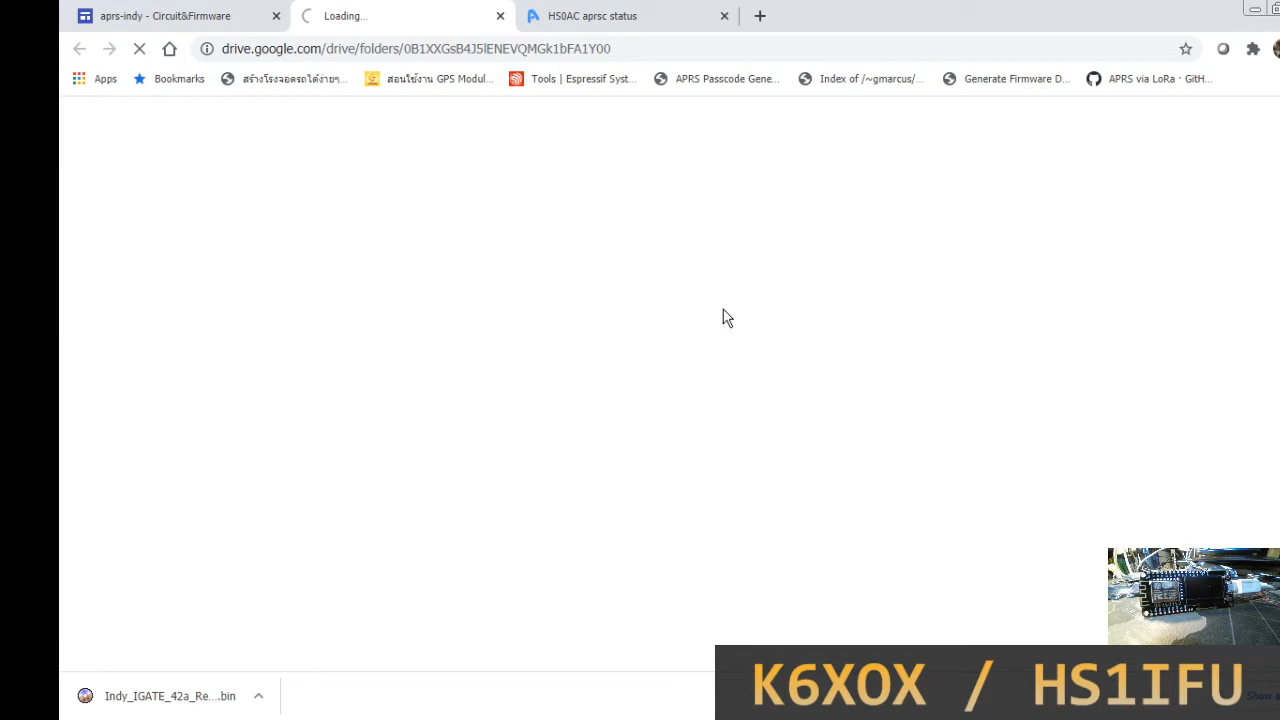 aprs-indy - Circuit&Firmware
Loading...
HS0AC aprsc status
drive.google.com/drive/folders/0B1XXGsB4J5lENEVQMGk1bFA1Y00
Apps
Bookmarks
สร้างโรงจอดรถได้ง่ายๆ...
สอนใช้งาน GPS Modul...
Tools | Espressif Syst...
APRS Passcode Gene...
Index of /~gmarcus/...
Generate Firmware D...
APRS via LoRa · GitH...
Indy_IGATE_42a_Re....bin
K6XOX / HS1IFU
Show a